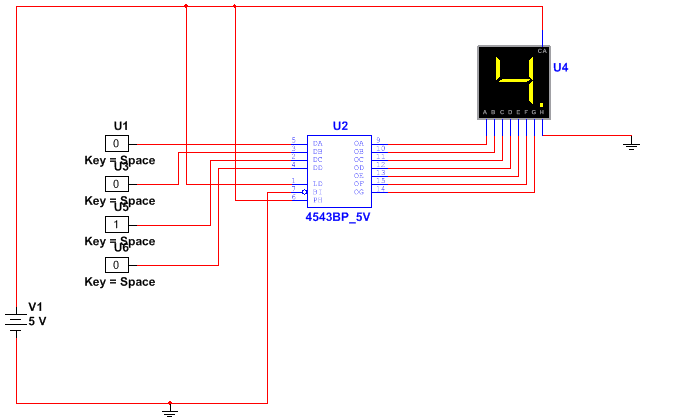 CA
4.
U4
A B C D E F G H
U1
0
Key = Space
U3
0
Key = Space
U5
1
Key = Space
U6
0
Key = Space
U2
5 DA OA 9
3 DB OB 10
2 DC OC 11
4 DD OD 12
OE 13
1 LD OF 15
7 BI OG 14
6 PH
4543BP_5V
V1
5 V